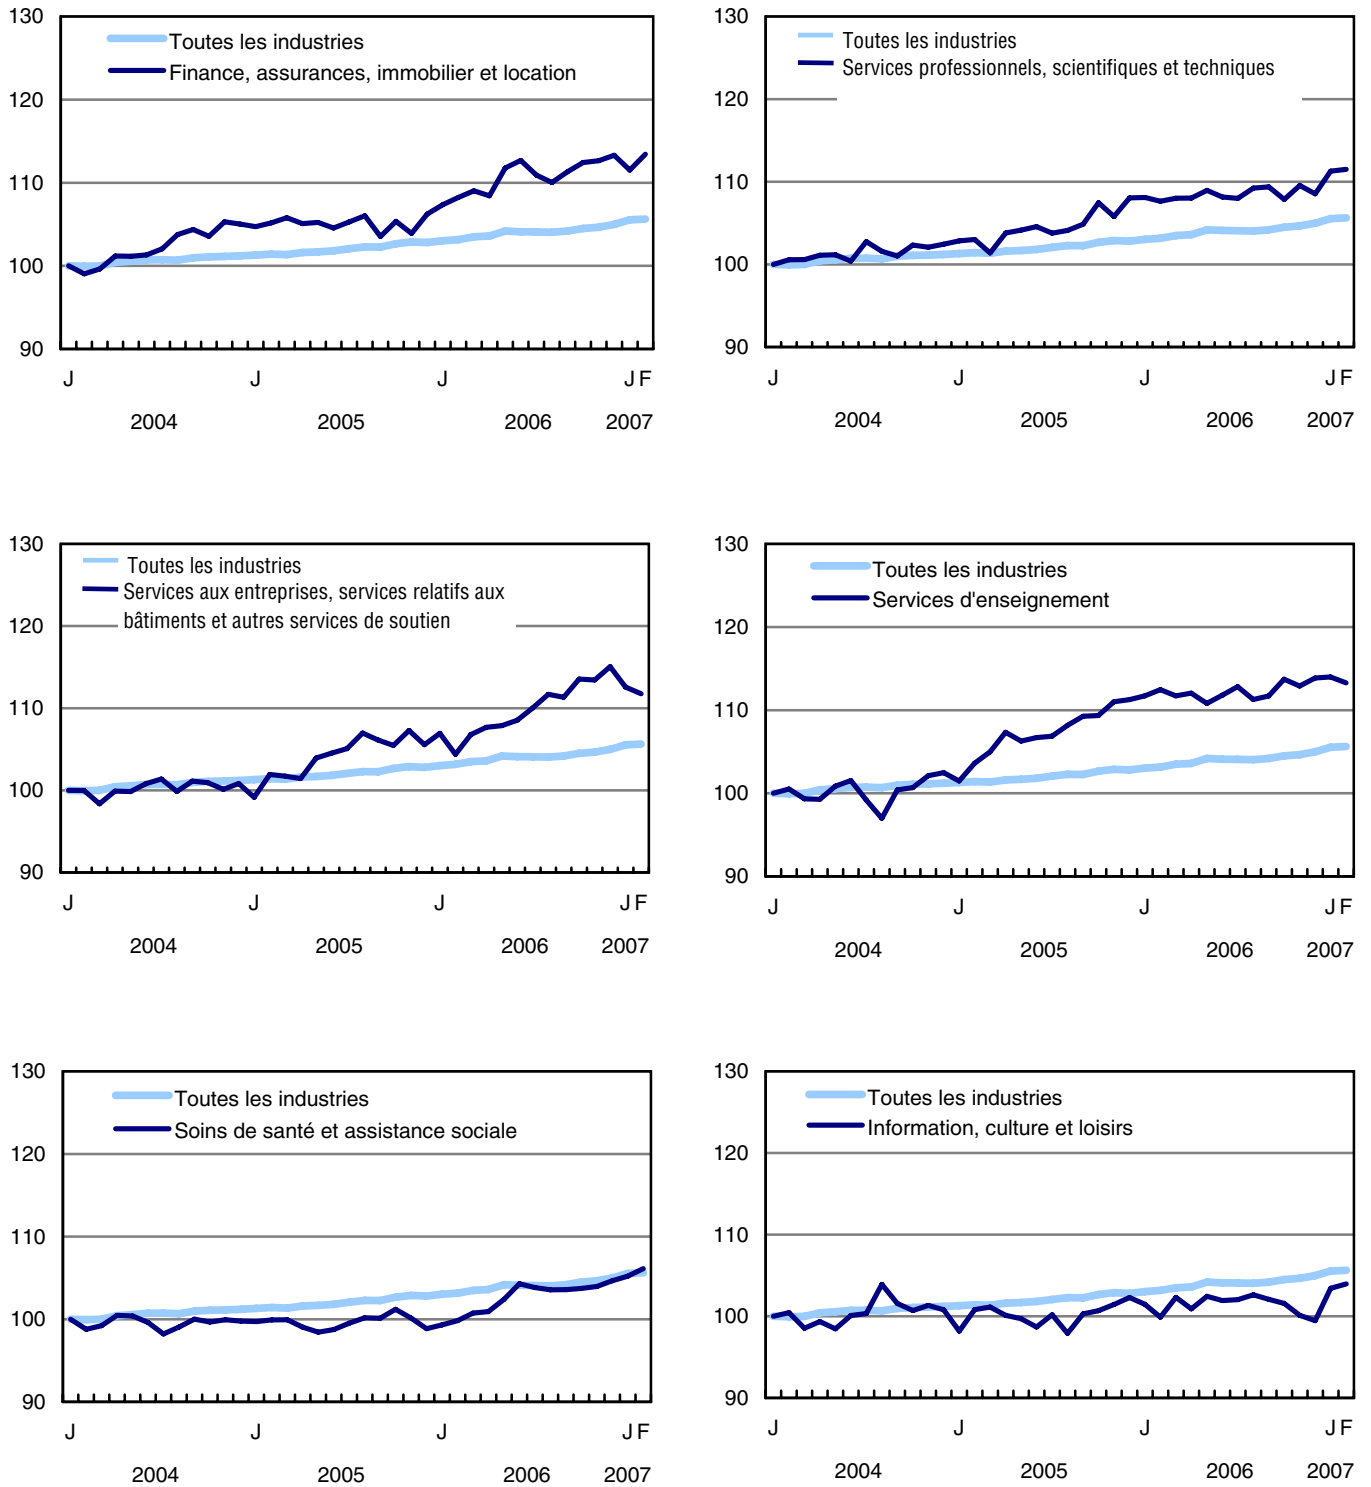 130
Toutes les industries
Finance, assurances, immobilier et location
120
110
100
90
J J J J F
2004 2005 2006 2007
130
Toutes les industries
Services professionnels, scientifiques et techniques
120
110
100
90
J J J J F
2004 2005 2006 2007
130
Toutes les industries
Services aux entreprises, services relatifs aux
bâtiments et autres services de soutien
120
110
100
90
J J J J F
2004 2005 2006 2007
130
Toutes les industries
Services d'enseignement
120
110
100
90
J J J J F
2004 2005 2006 2007
130
Toutes les industries
Soins de santé et assistance sociale
120
110
100
90
J J J J F
2004 2005 2006 2007
130
Toutes les industries
Information, culture et loisirs
120
110
100
90
J J J J F
2004 2005 2006 2007